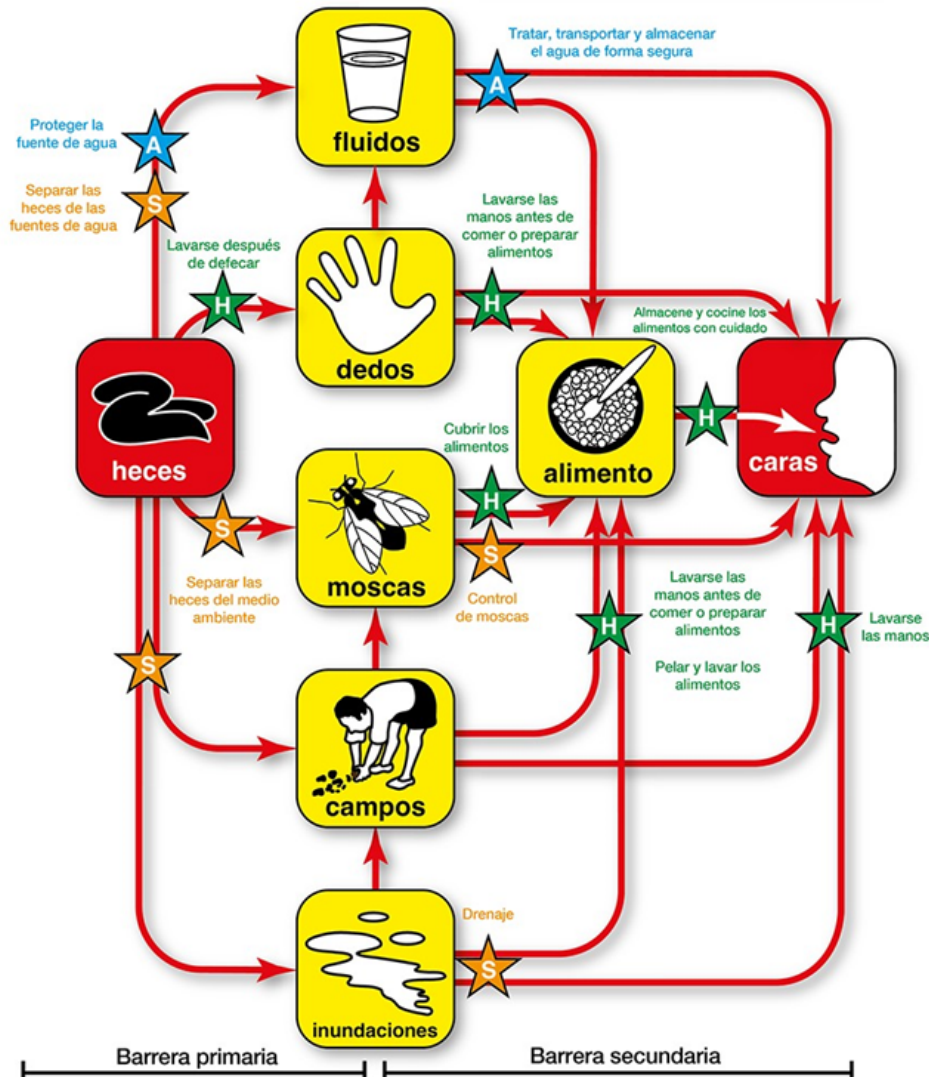 Tratar, transportar y almacenar
el agua de forma segura
A
fluidos
Proteger la
fuente de agua
A
Separar las
heces de las
fuentes de agua
S
Lavarse después
de defecar
H
Lavarse las
manos antes de
comer o preparar
alimentos
H
dedos
Almacene y cocine los
alimentos con cuidado
heces
alimento
H
caras
Cubrir los
alimentos
H
S
moscas
S
Control
de moscas
Separar las
heces del medio
ambiente
S
H
Lavarse las
manos antes de
comer o preparar
alimentos
Pelar y lavar los
alimentos
H
Lavarse
las manos
campos
Drenaje
S
inundaciones
Barrera primaria
Barrera secundaria